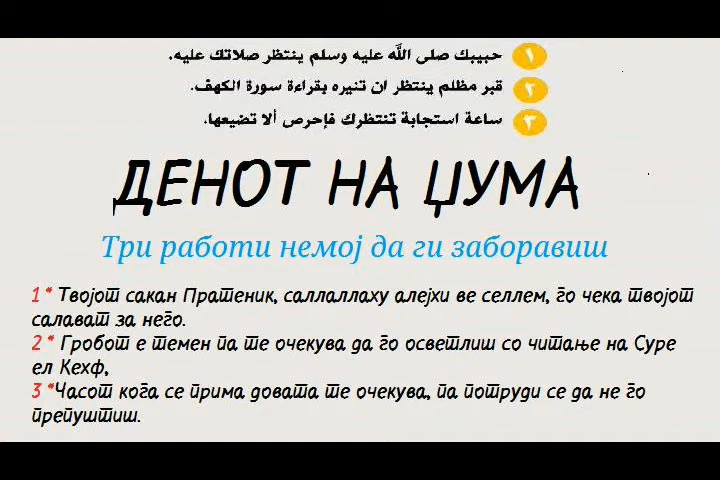 ١ حبيبك صلى الله عليه وسلم ينتظر صلاتك عليه.
٢ قبر مظلم ينتظر ان تنيره بقراءة سورة الكهف.
٣ ساعة استجابة تنتظرك فإحرص ألا تضيعها.
ДЕНОТ НА ЏУМА
Три работи немој да ги заборавиш
1 * Твојот сакан Пратеник, саллаллаху алејхи ве селлем, го чека твојот
салават за него.
2 * Гробот е темен па те очекува да го осветлиш со читање на Суре
ел Кехф,
3 *Часот кога се прима довата те очекува, па потруди се да не го
препуштиш.